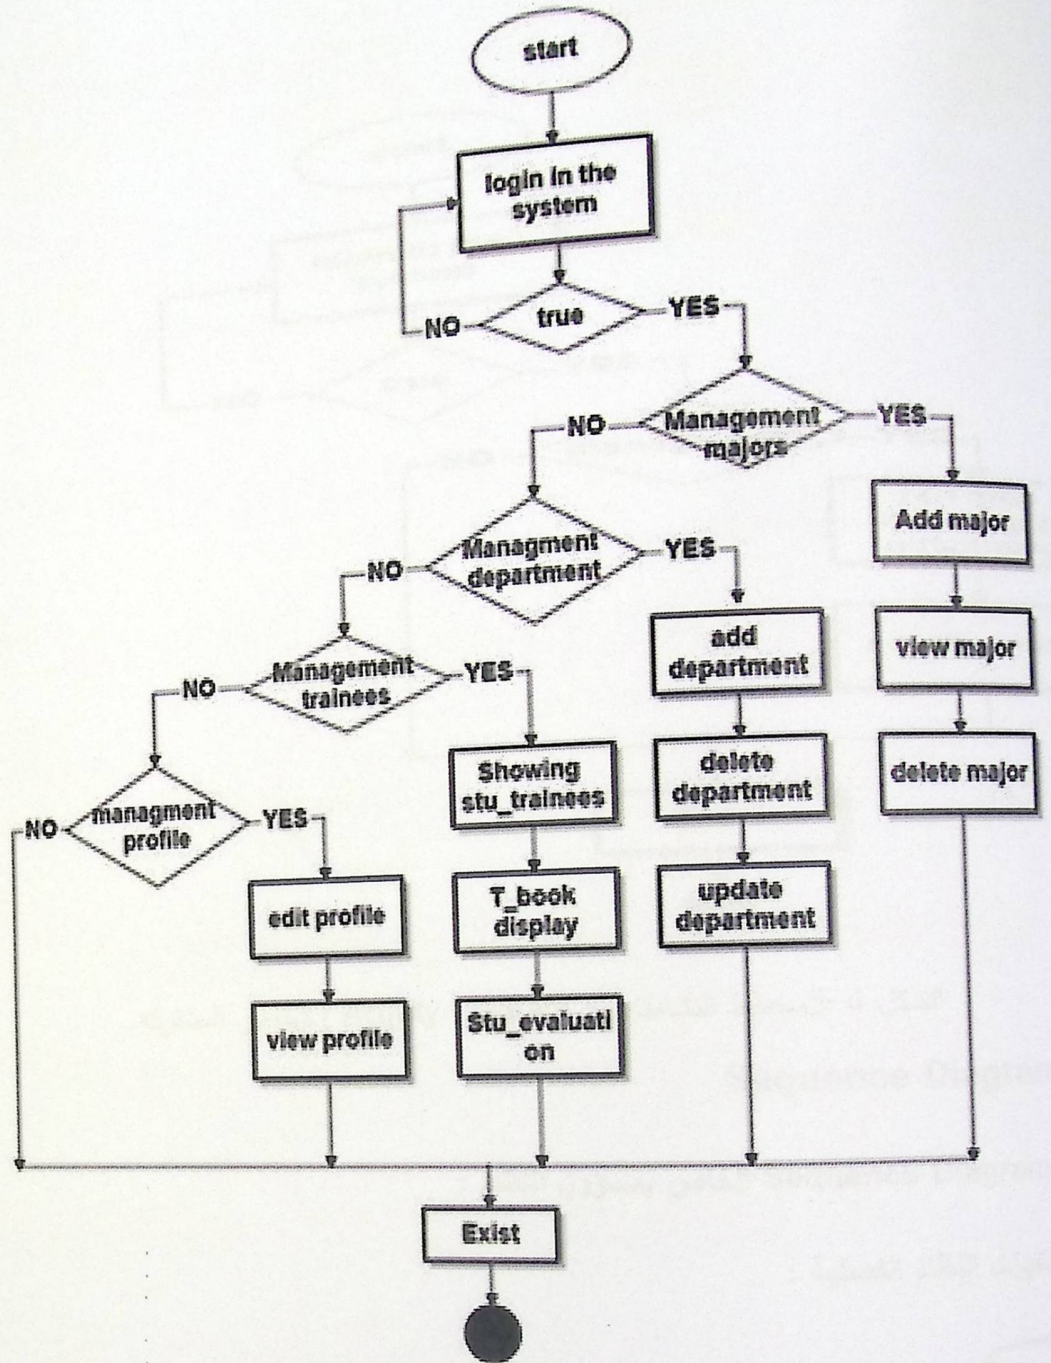 start
login in the
system
true
NO
YES
Management
majors
NO
YES
Add major
view major
delete major
Managment
department
NO
YES
add
department
delete
department
update
department
Management
trainees
NO
YES
Showing
stu_trainees
T_book
display
Stu_evaluati
on
managment
profile
NO
YES
edit profile
view profile
Exist